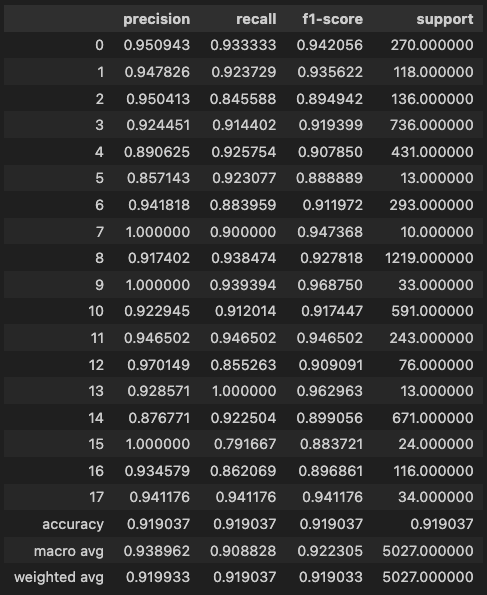 precision recall f1-score support
0 0.950943 0.933333 0.942056 270.000000
1 0.947826 0.923729 0.935622 118.000000
2 0.950413 0.845588 0.894942 136.000000
3 0.924451 0.914402 0.919399 736.000000
4 0.890625 0.925754 0.907850 431.000000
5 0.857143 0.923077 0.888889 13.000000
6 0.941818 0.883959 0.911972 293.000000
7 1.000000 0.900000 0.947368 10.000000
8 0.917402 0.938474 0.927818 1219.000000
9 1.000000 0.939394 0.968750 33.000000
10 0.922945 0.912014 0.917447 591.000000
11 0.946502 0.946502 0.946502 243.000000
12 0.970149 0.855263 0.909091 76.000000
13 0.928571 1.000000 0.962963 13.000000
14 0.876771 0.922504 0.899056 671.000000
15 1.000000 0.791667 0.883721 24.000000
16 0.934579 0.862069 0.896861 116.000000
17 0.941176 0.941176 0.941176 34.000000
accuracy 0.919037 0.919037 0.919037 0.919037
macro avg 0.938962 0.908828 0.922305 5027.000000
weighted avg 0.919933 0.919037 0.919033 5027.000000